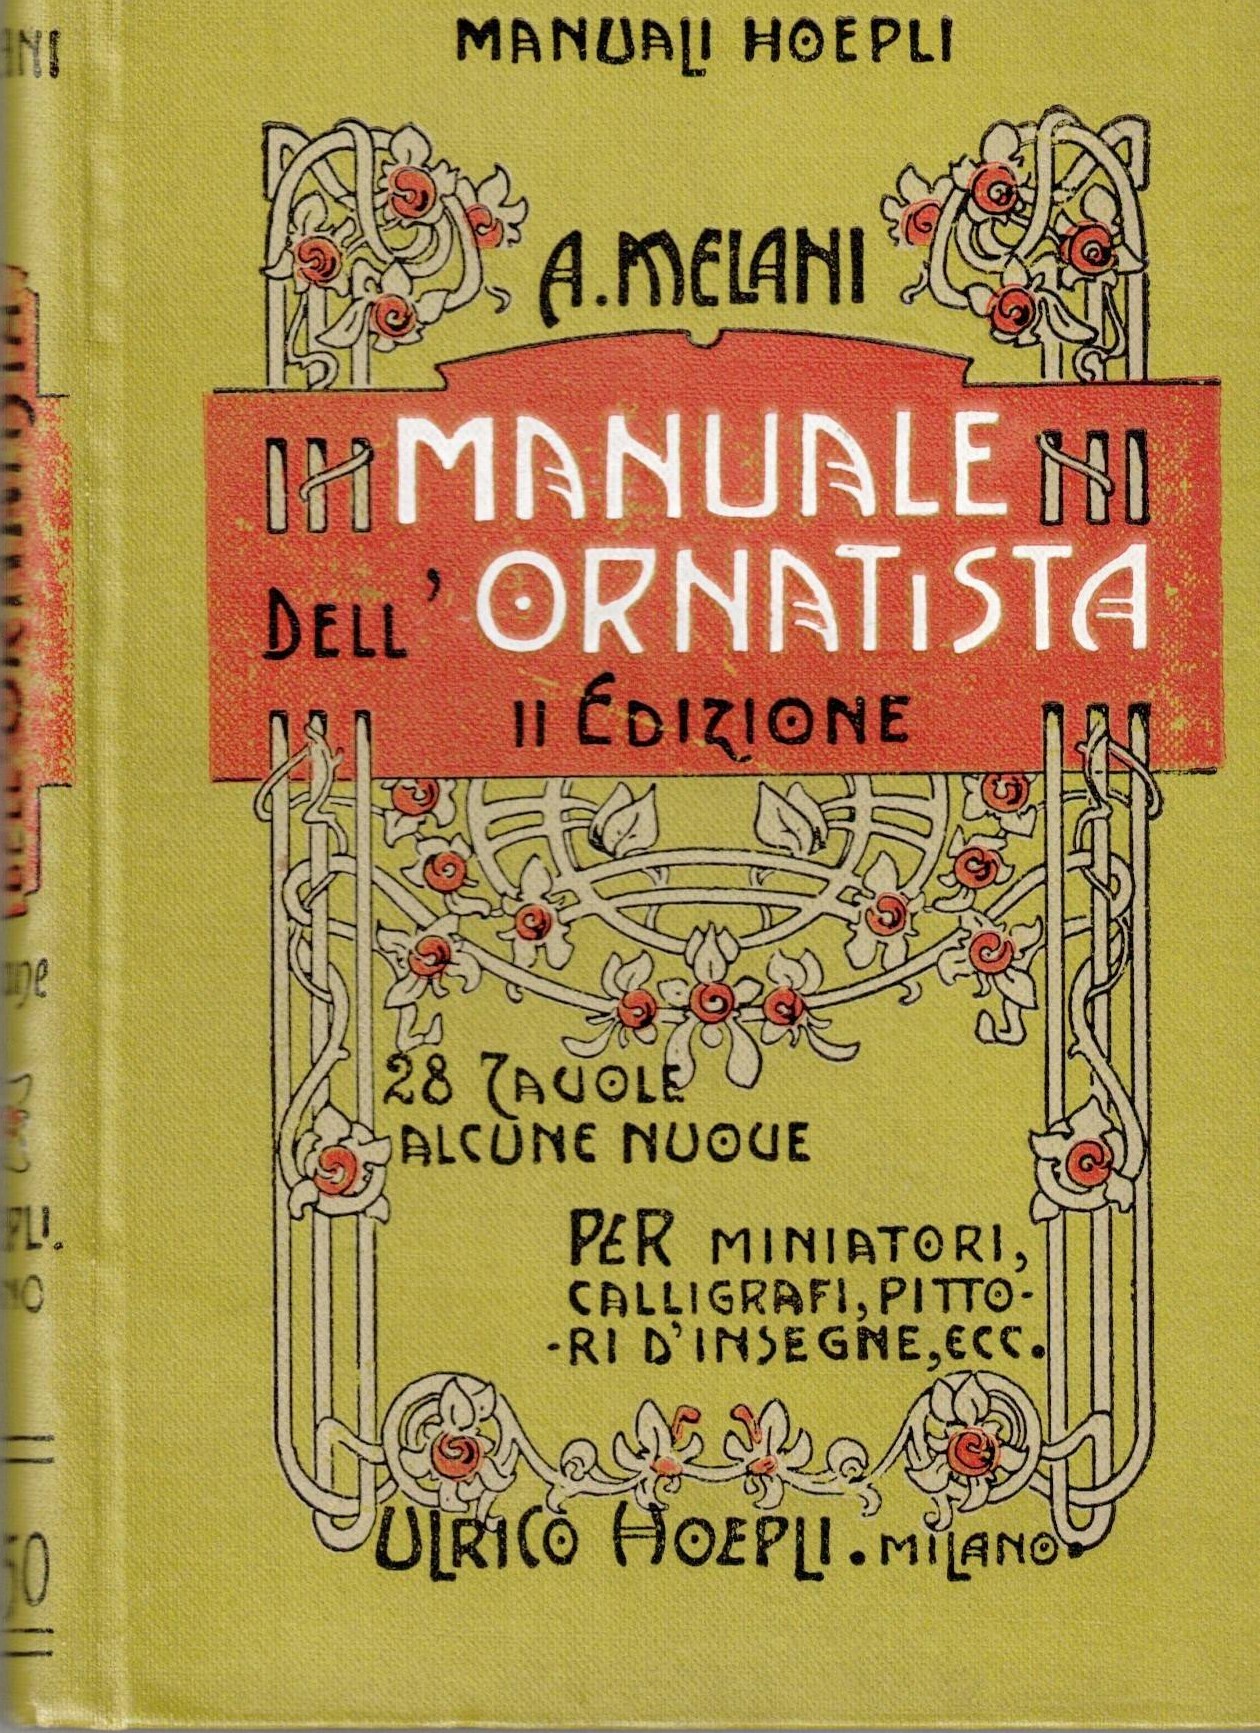 MANUALI HOEPLI
A. MELANI
MANUALE
DELL' ORNATISTA
II EDIZIONE
28 TAVOLE
ALCUNE NUOVE
PER MINIATORI,
CALLIGRAFI, PITTO-
-RI D'INSEGNE, ECC.
ULRICO HOEPLI. MILANO.